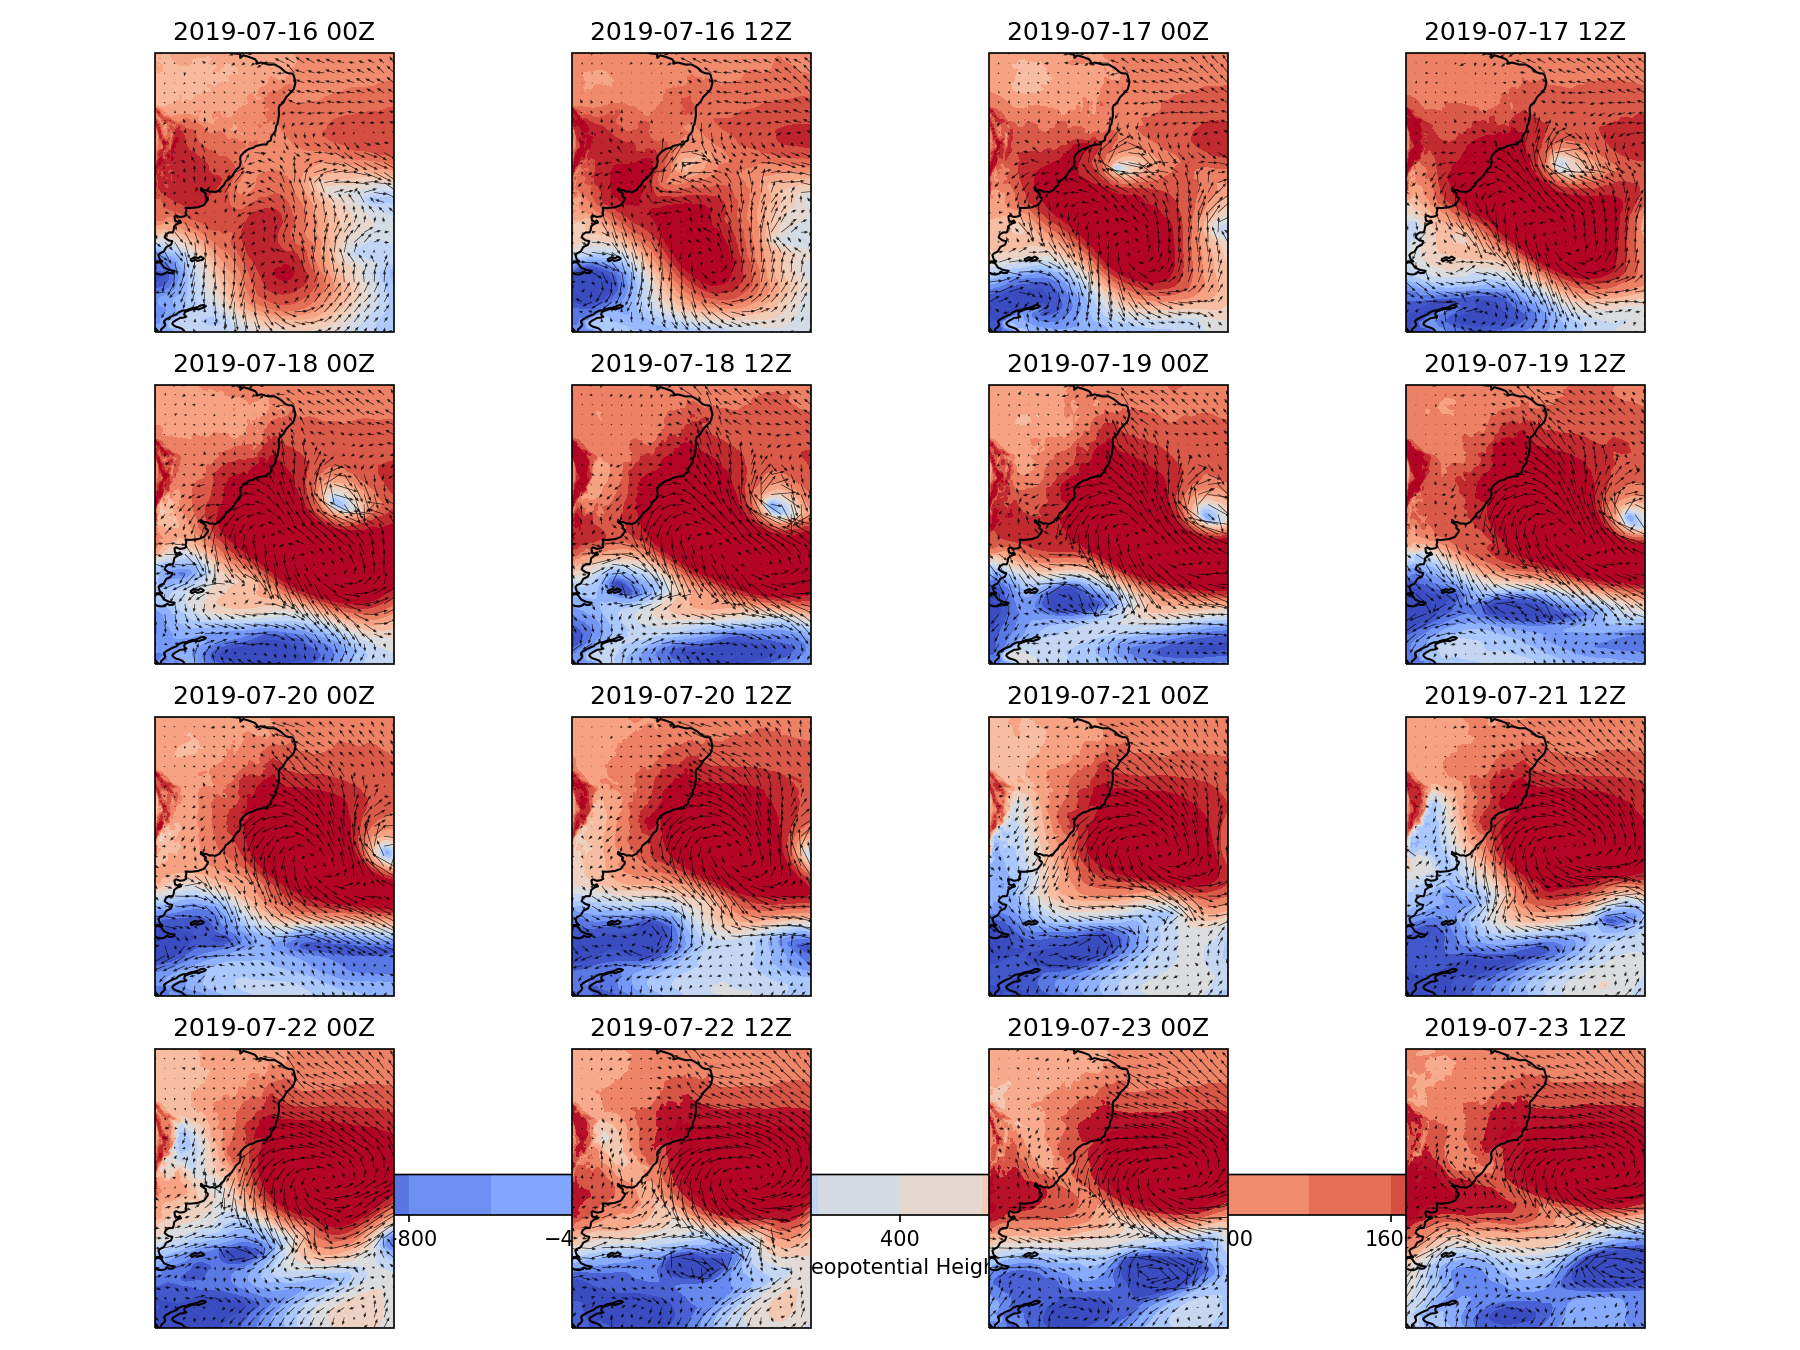 2019-07-16 00Z 2019-07-16 12Z 2019-07-17 00Z 2019-07-17 12Z
2019-07-18 00Z 2019-07-18 12Z 2019-07-19 00Z 2019-07-19 12Z
2019-07-20 00Z 2019-07-20 12Z 2019-07-21 00Z 2019-07-21 12Z
2019-07-22 00Z 2019-07-22 12Z 2019-07-23 00Z 2019-07-23 12Z
800 −4 400 00 160
eopotential Heigh